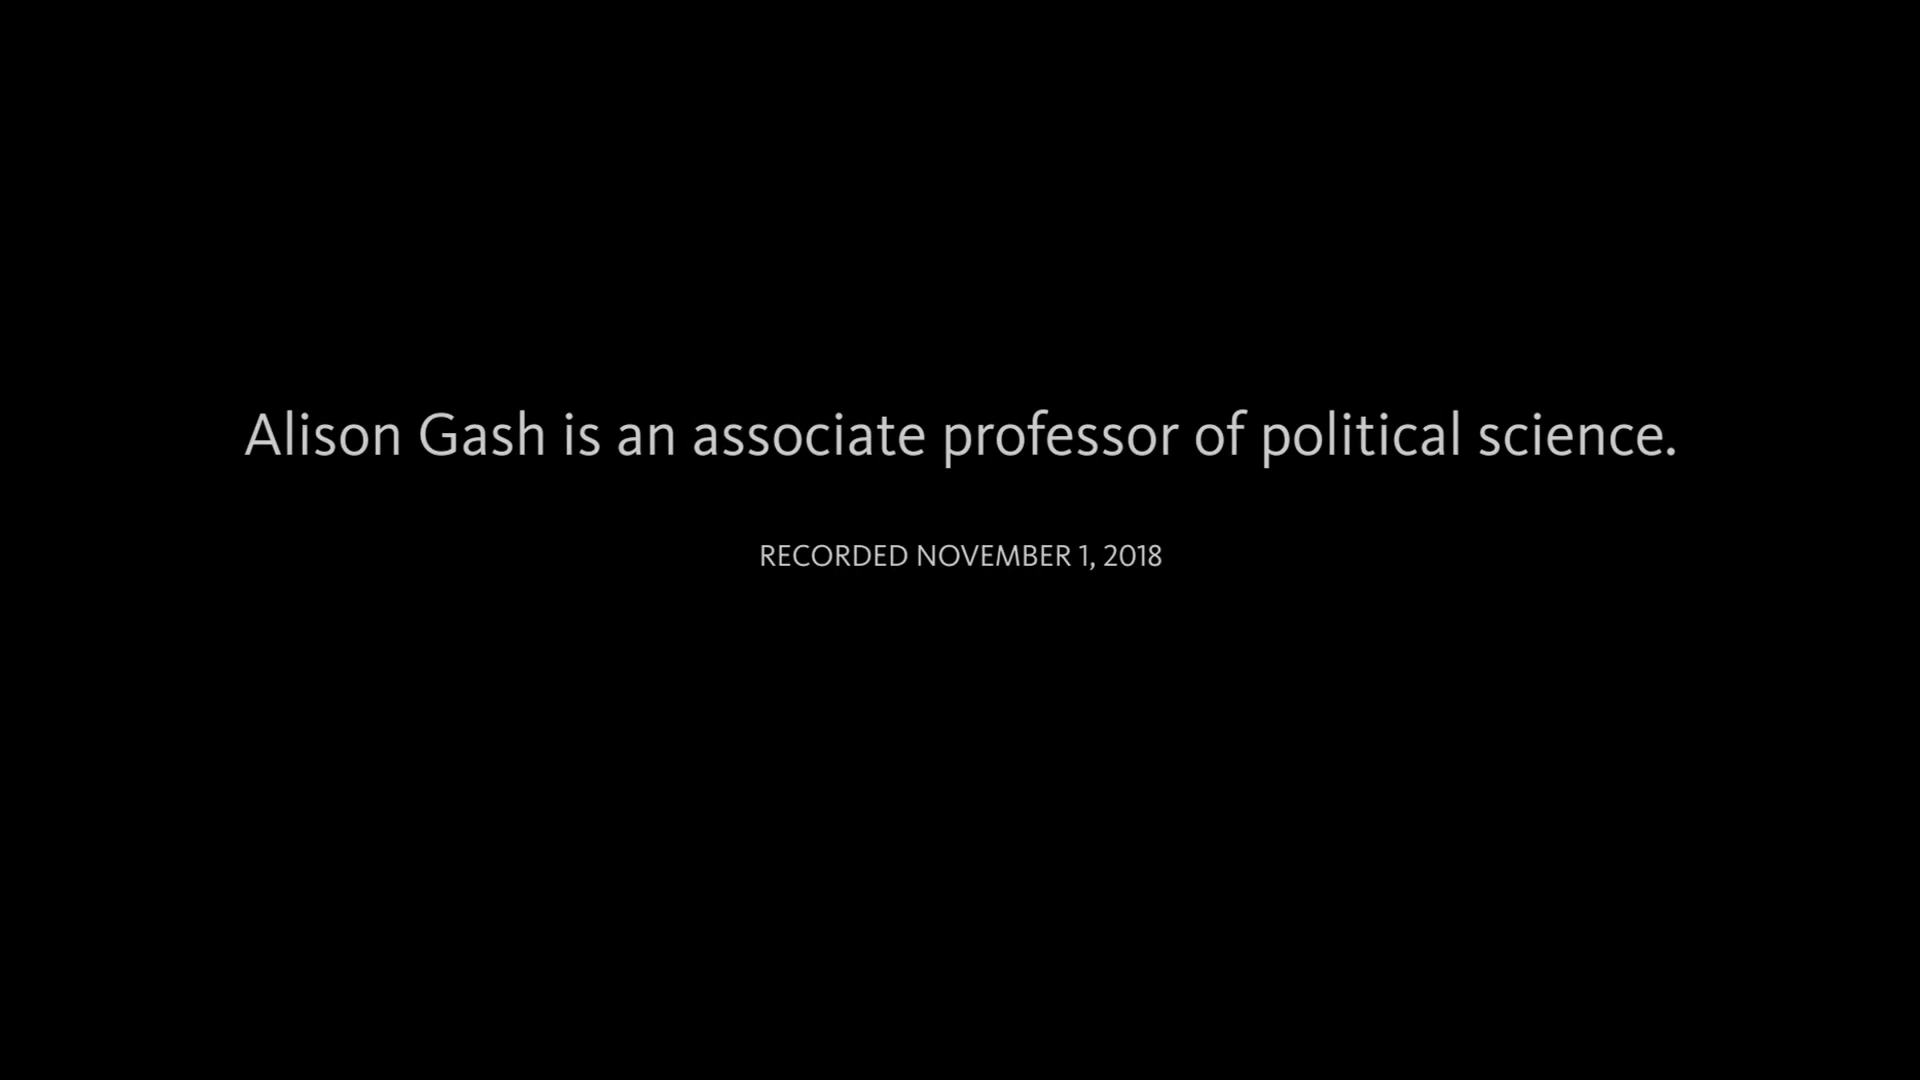 Alison Gash is an associate professor of political science.
RECORDED NOVEMBER 1, 2018